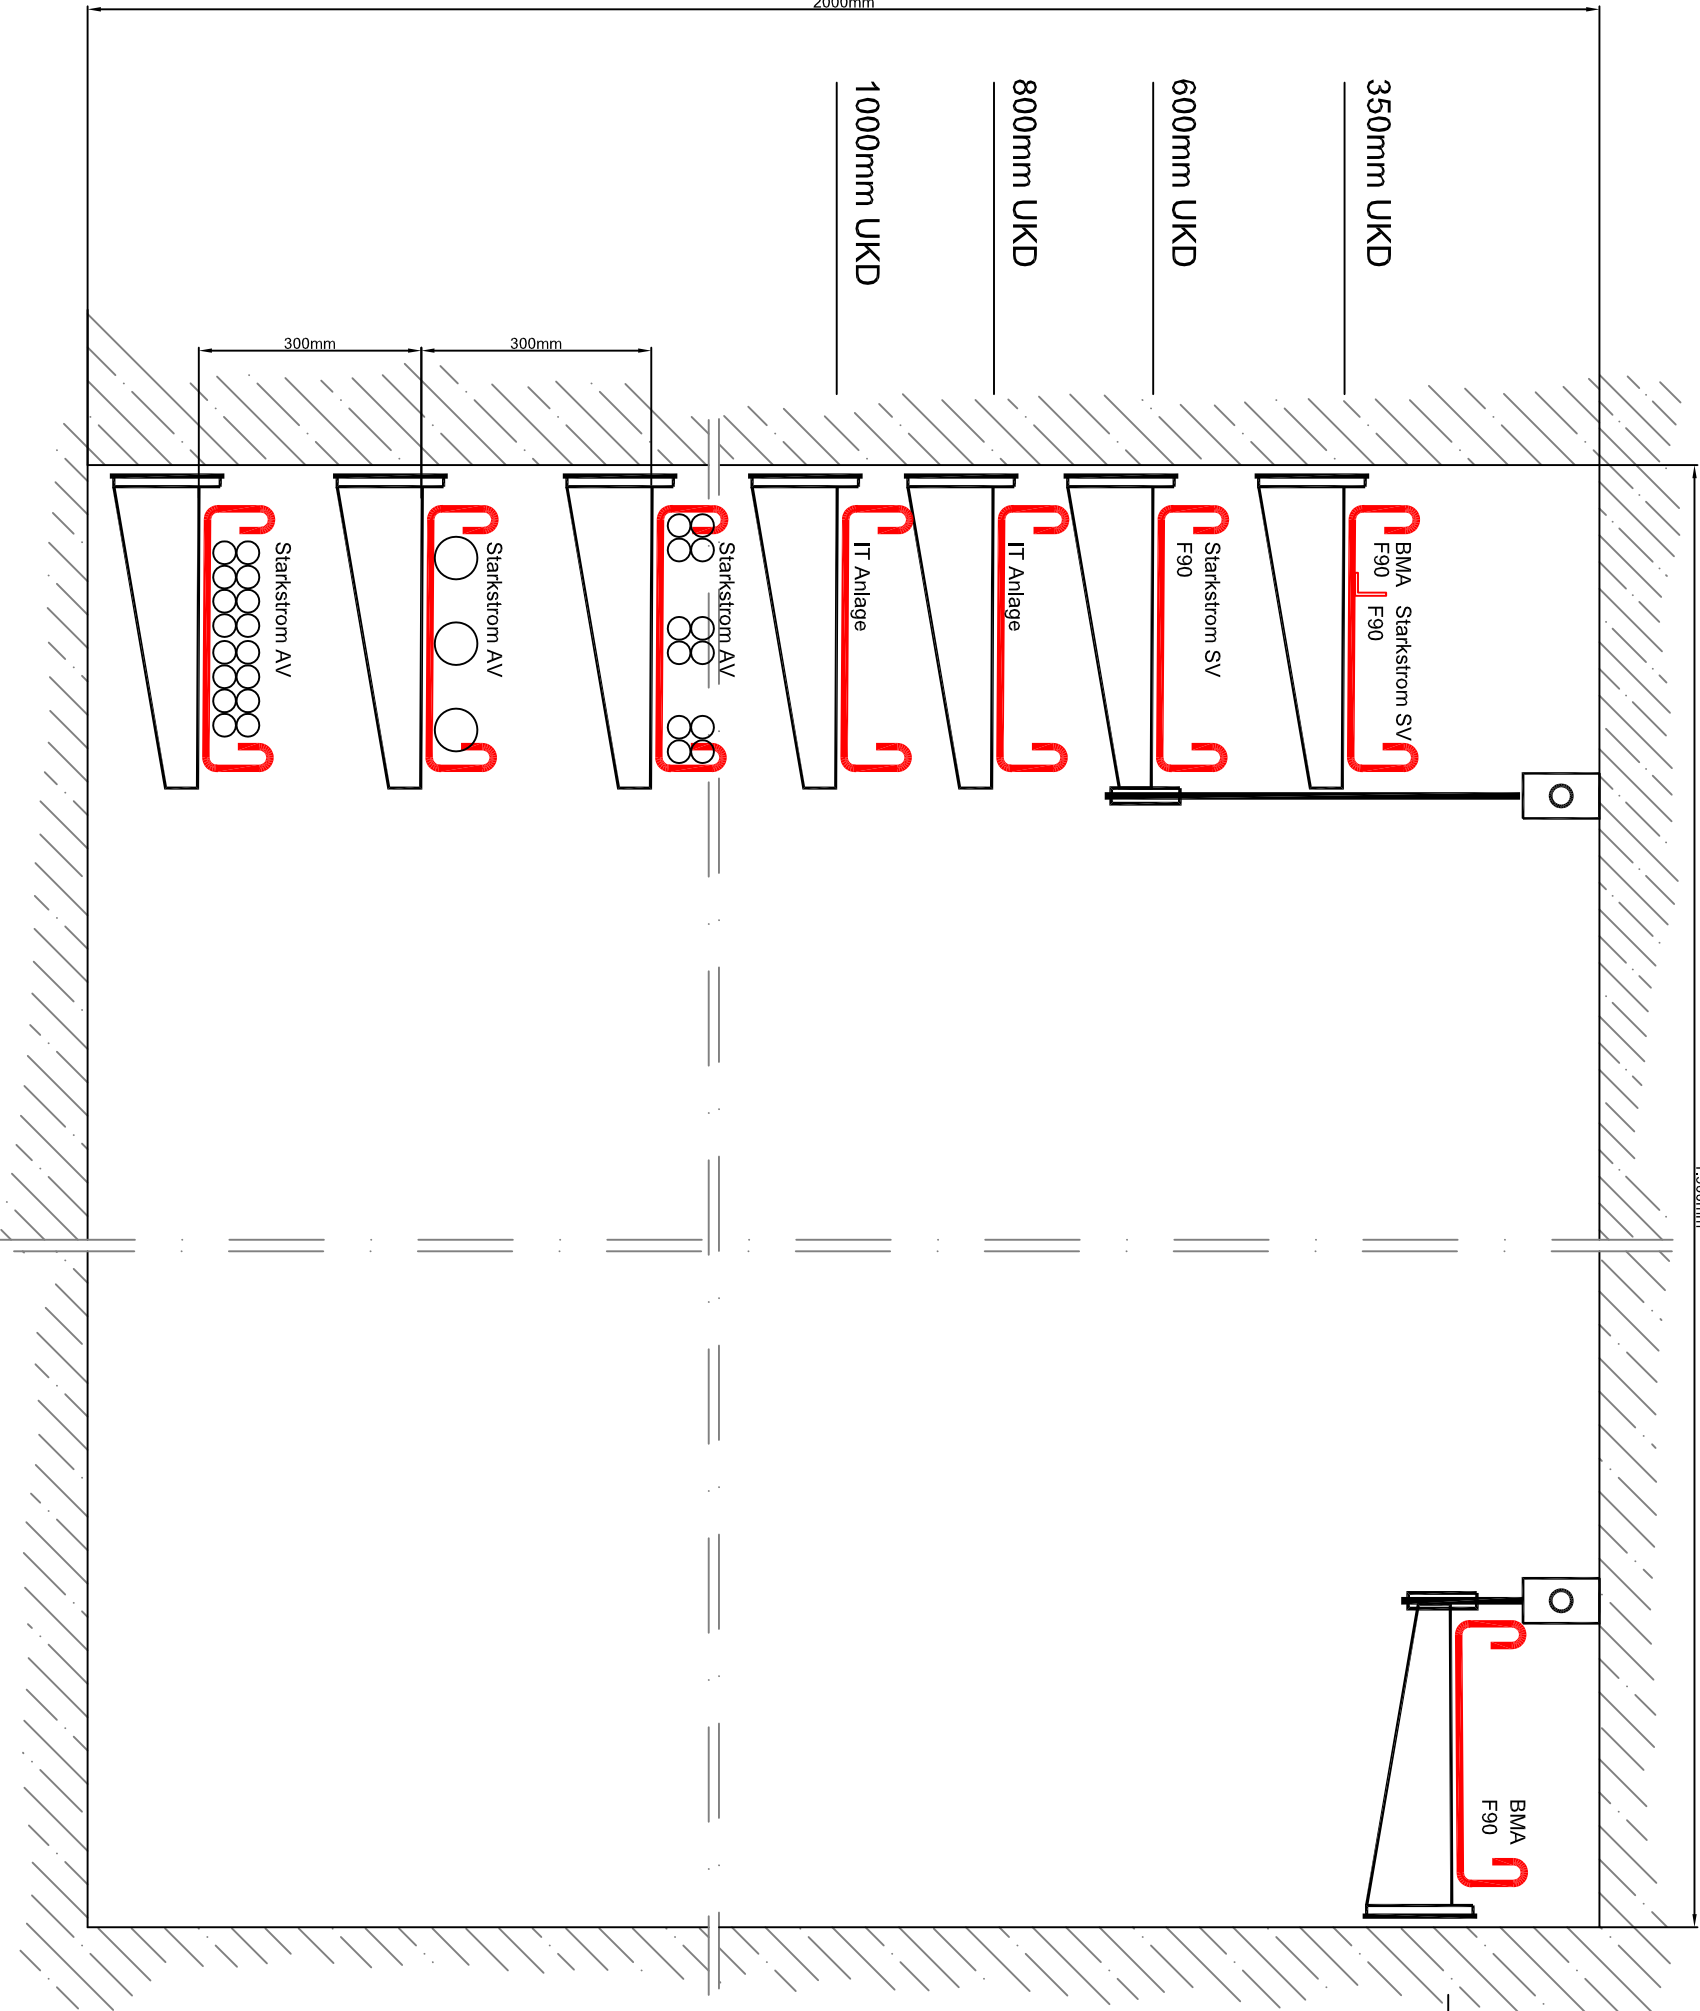 2000mm
350mm UKD
600mm UKD
800mm UKD
1000mm UKD
300mm
300mm
BMA
F90
Starkstrom SV
F90
Starkstrom SV
F90
IT Anlage
IT Anlage
Starkstrom AV
Starkstrom AV
Starkstrom AV
BMA
F90